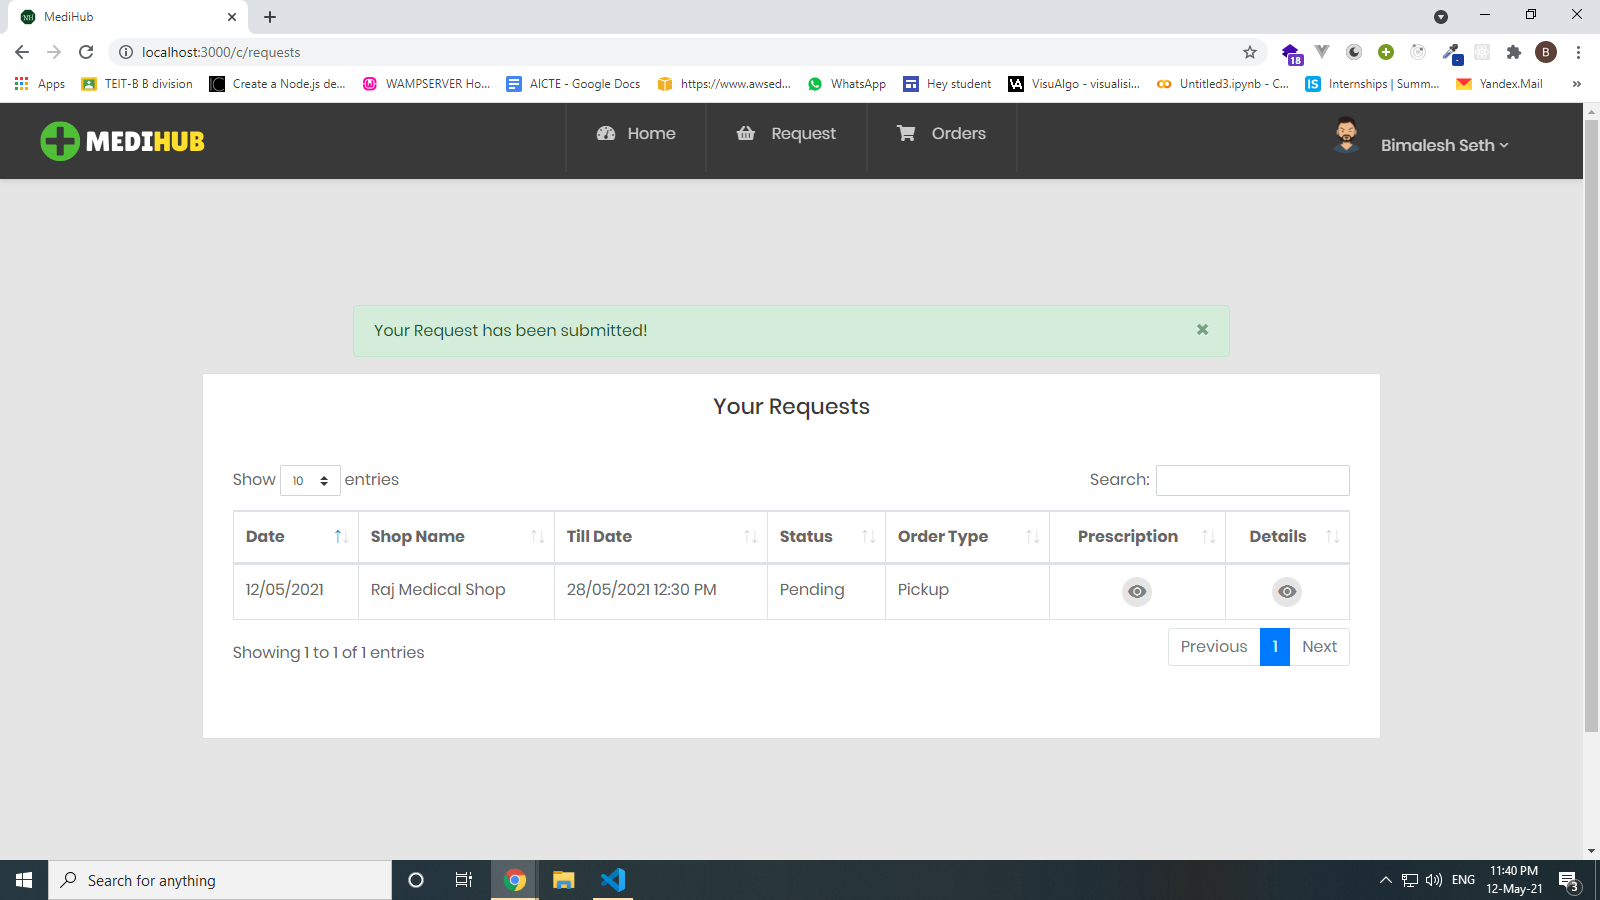 MediHub
localhost:3000/c/requests
18
B
Apps
TEIT-B B division
Create a Node.js de...
WAMPSERVER Ho...
AICTE - Google Docs
https://www.awsed...
WhatsApp
Hey student
VisuAlgo - visualisi...
Untitled3.ipynb - C...
Internships | Summ...
Yandex.Mail
»
MEDIHUB
Home
Request
Orders
Bimalesh Seth
Your Request has been submitted!
Your Requests
Show 10 entries
Search:
Date Shop Name Till Date Status Order Type Prescription Details
12/05/2021 Raj Medical Shop 28/05/2021 12:30 PM Pending Pickup
Showing 1 to 1 of 1 entries
Previous 1 Next
Search for anything
ENG
11:40 PM
12-May-21
3